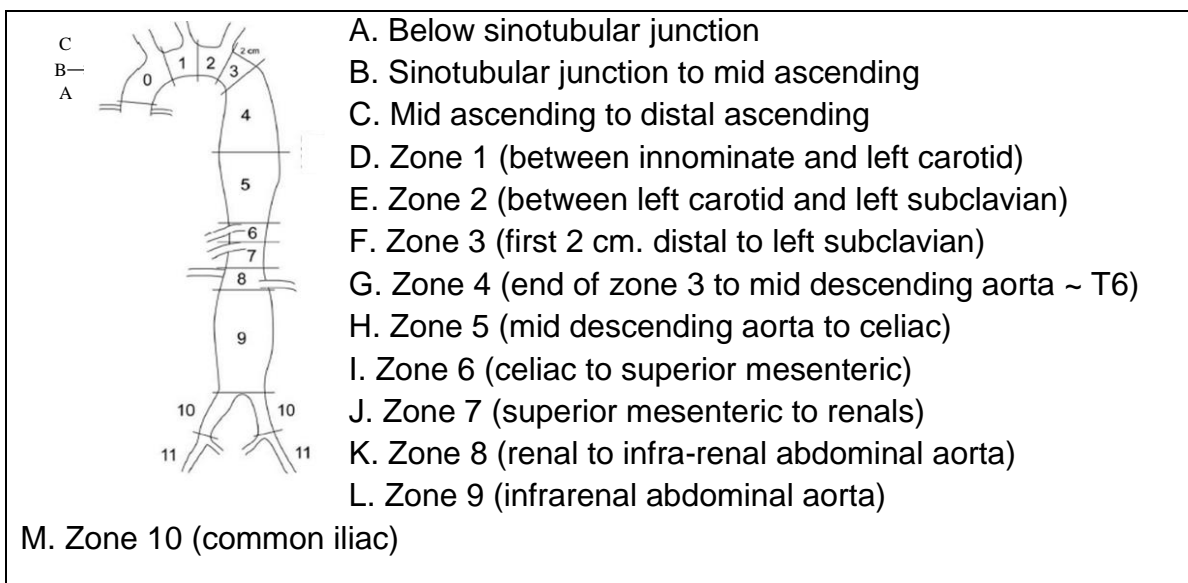 C
B—
A
0
1
2
3
2 cm
4
5
6
7
8
9
10
10
11
11
A. Below sinotubular junction
B. Sinotubular junction to mid ascending
C. Mid ascending to distal ascending
D. Zone 1 (between innominate and left carotid)
E. Zone 2 (between left carotid and left subclavian)
F. Zone 3 (first 2 cm. distal to left subclavian)
G. Zone 4 (end of zone 3 to mid descending aorta ~ T6)
H. Zone 5 (mid descending aorta to celiac)
I. Zone 6 (celiac to superior mesenteric)
J. Zone 7 (superior mesenteric to renals)
K. Zone 8 (renal to infra-renal abdominal aorta)
L. Zone 9 (infrarenal abdominal aorta)
M. Zone 10 (common iliac)